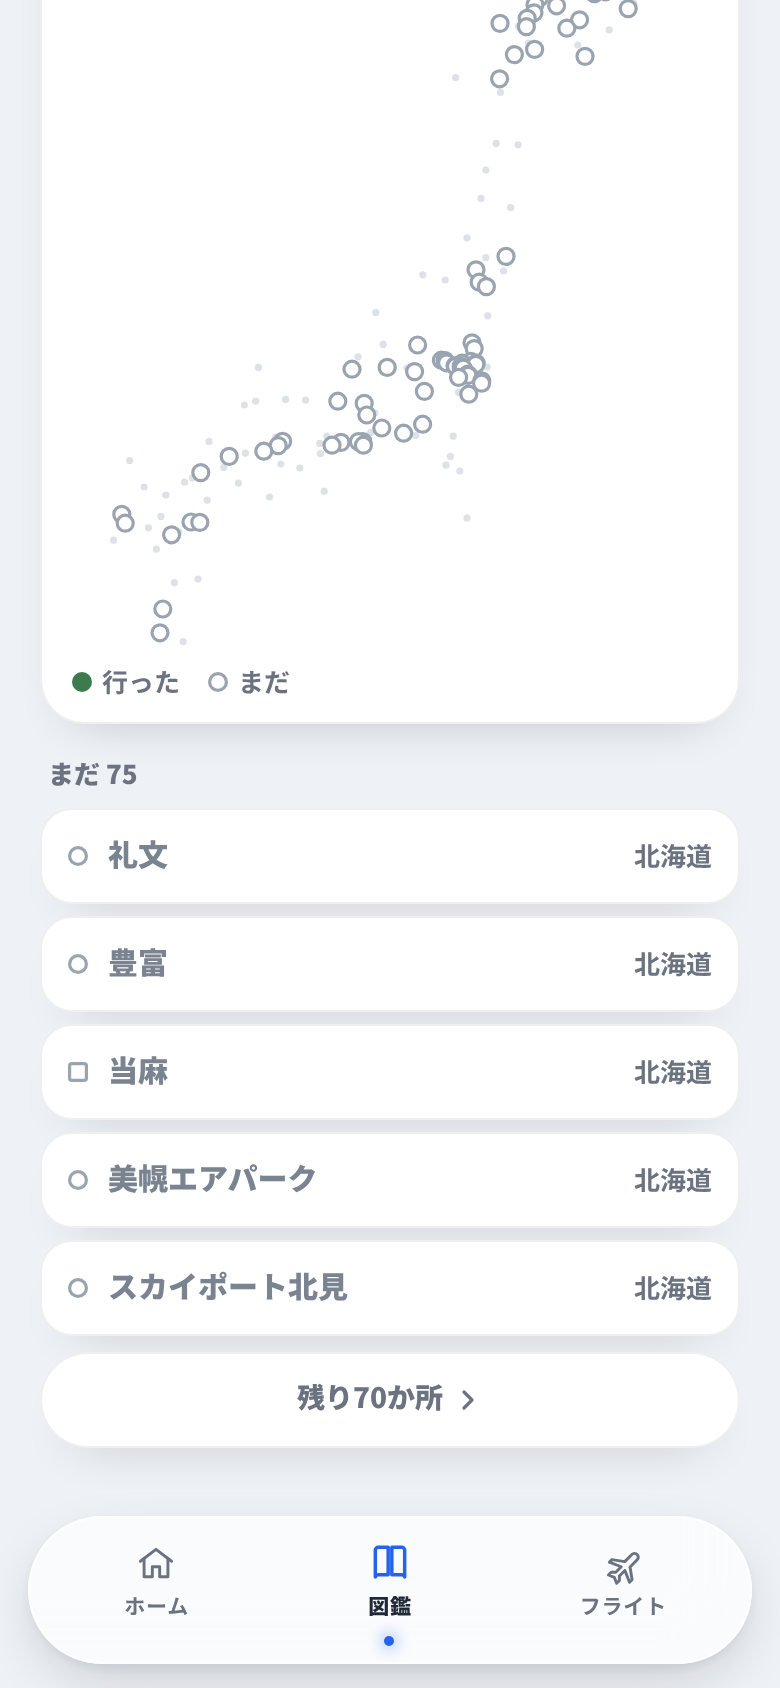 行った まだ
まだ 75
礼文 北海道
豊富 北海道
当麻 北海道
美幌エアパーク 北海道
スカイポート北見 北海道
残り70か所
ホーム 図鑑 フライト